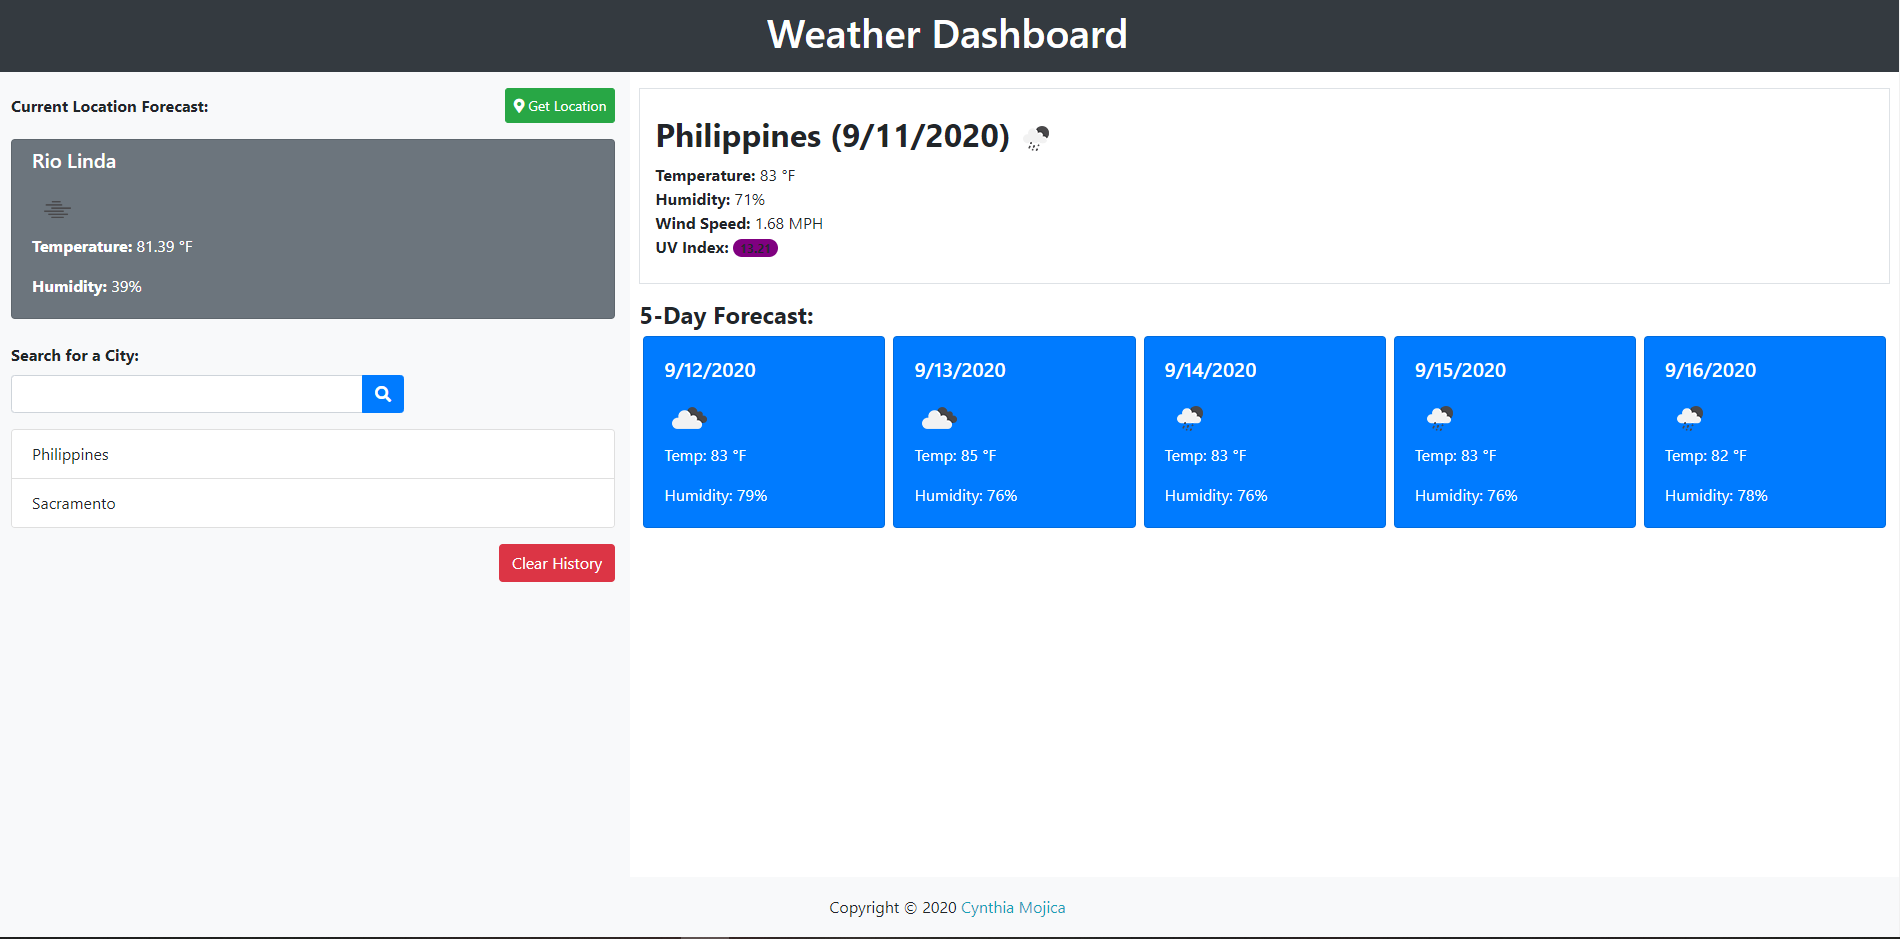 Weather Dashboard
Current Location Forecast:
Get Location
Rio Linda
Temperature: 81.39 °F
Humidity: 39%
Search for a City:
Philippines
Sacramento
Clear History
Philippines (9/11/2020)
Temperature: 83 °F
Humidity: 71%
Wind Speed: 1.68 MPH
UV Index: 13.21
5-Day Forecast:
9/12/2020
Temp: 83 °F
Humidity: 79%
9/13/2020
Temp: 85 °F
Humidity: 76%
9/14/2020
Temp: 83 °F
Humidity: 76%
9/15/2020
Temp: 83 °F
Humidity: 76%
9/16/2020
Temp: 82 °F
Humidity: 78%
Copyright © 2020 Cynthia Mojica